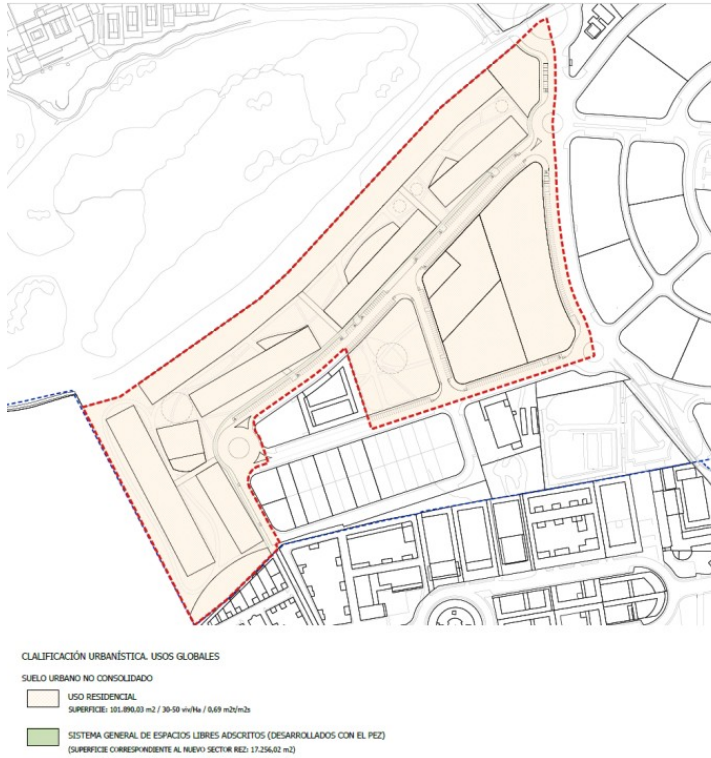 CLALIFICACIÓN URBANÍSTICA. USOS GLOBALES
SUELO URBANO NO CONSOLIDADO
USO RESIDENCIAL
SUPERFICIE: 101.890,03 m2 / 30-50 viv/Ha / 0,69 m2t/m2s
SISTEMA GENERAL DE ESPACIOS LIBRES ADSCRITOS (DESARROLLADOS CON EL PEZ)
(SUPERFICIE CORRESPONDIENTE AL NUEVO SECTOR REZ: 17.256,02 m2)